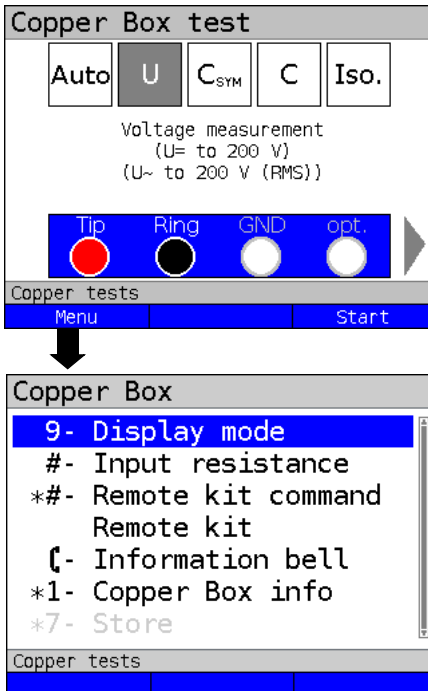 Copper Box test
Auto U CSYM C Iso.
Voltage measurement
(U= to 200 V)
(U~ to 200 V (RMS))
Tip Ring GND opt.
Copper tests
Menu Start
Copper Box
9- Display mode
#- Input resistance
*#- Remote kit command
Remote kit
- Information bell
*1- Copper Box info
*7- Store
Copper tests